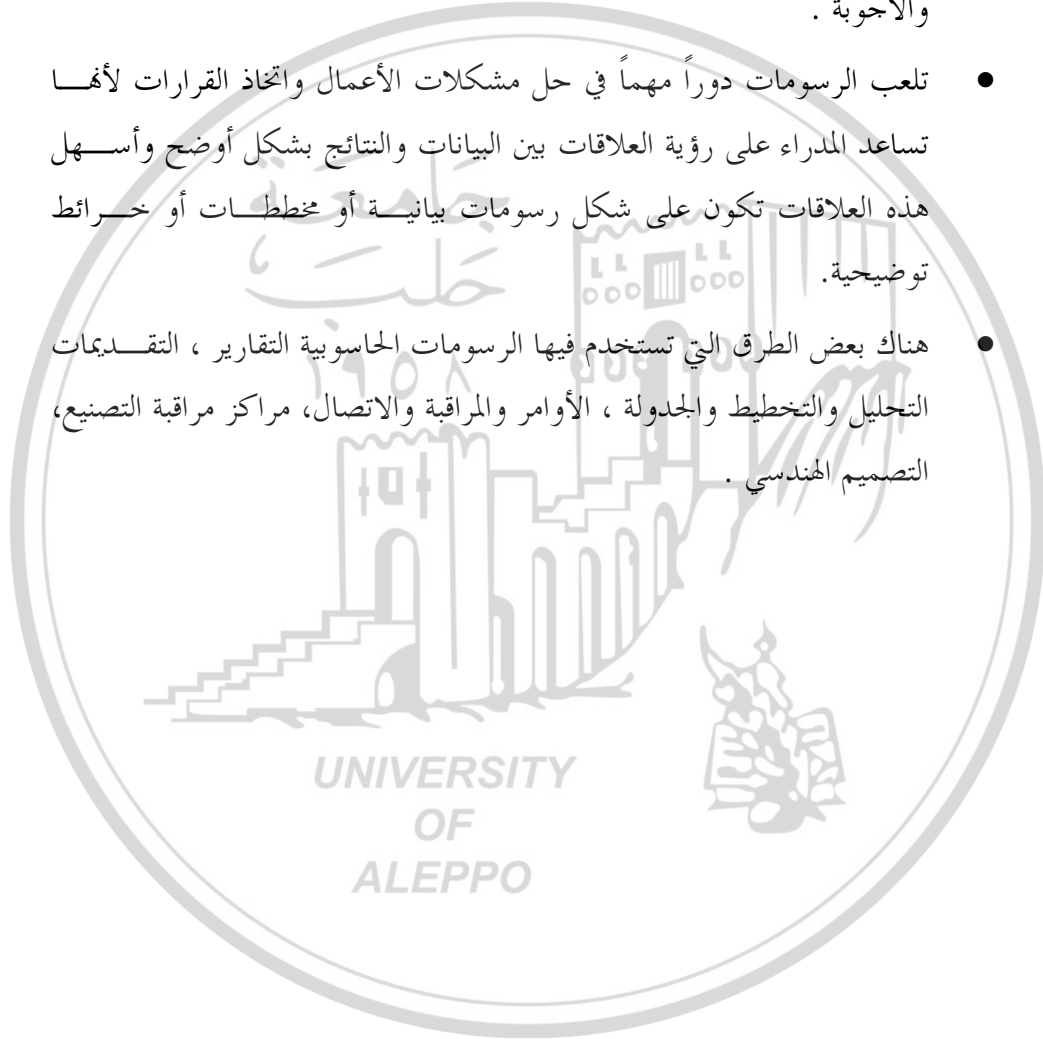 والأجوبة .
• تلعب الرسومات دوراً مهماً في حل مشكلات الأعمال واتخاذ القرارات لأنها
تساعد المدراء على رؤية العلاقات بين البيانات والنتائج بشكل أوضح وأسهل
هذه العلاقات تكون على شكل رسومات بيانية أو مخططات أو خرائط
توضيحية.
• هناك بعض الطرق التي تستخدم فيها الرسومات الحاسوبية التقارير ، التقديمات
التحليل والتخطيط والجدولة ، الأوامر والمراقبة والاتصال، مراكز مراقبة التصنيع،
التصميم الهندسي .
جامعة
حلب
١٩٥٨
UNIVERSITY
OF
ALEPPO